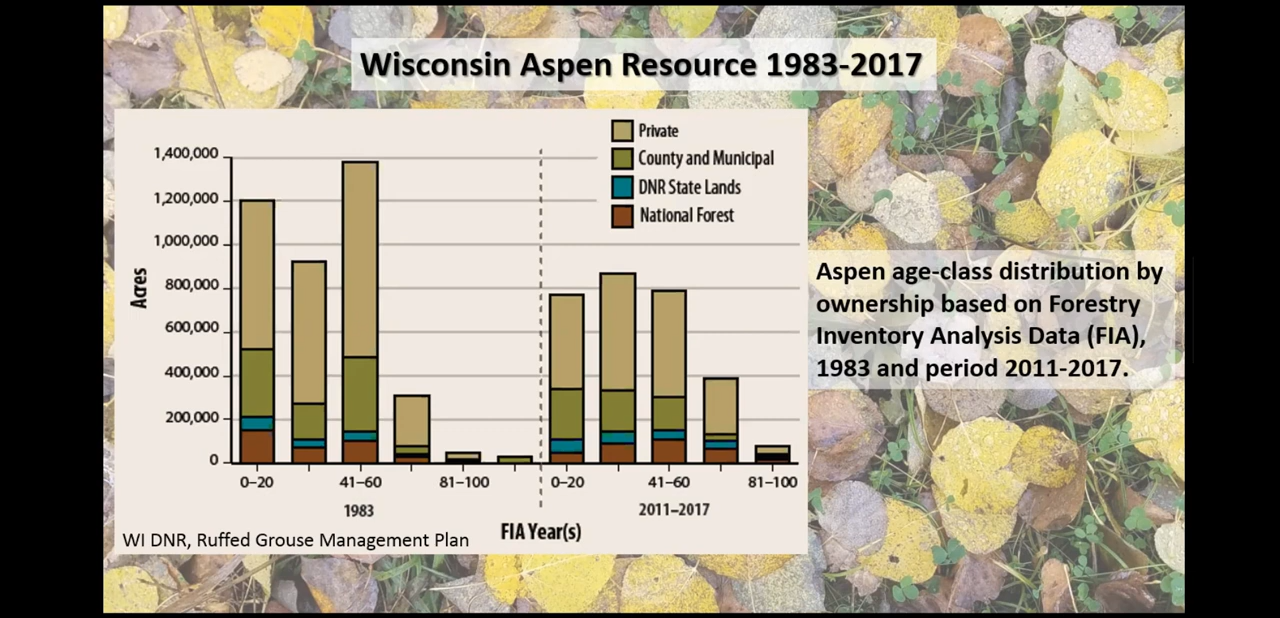 Wisconsin Aspen Resource 1983-2017
Private
County and Municipal
DNR State Lands
National Forest
1,400,000
1,200,000
1,000,000
800,000
600,000
400,000
200,000
0
Acres
0–20 41–60 81–100 0–20 41–60 81–100
1983 2011–2017
FIA Year(s)
WI DNR, Ruffed Grouse Management Plan
Aspen age-class distribution by
ownership based on Forestry
Inventory Analysis Data (FIA),
1983 and period 2011-2017.